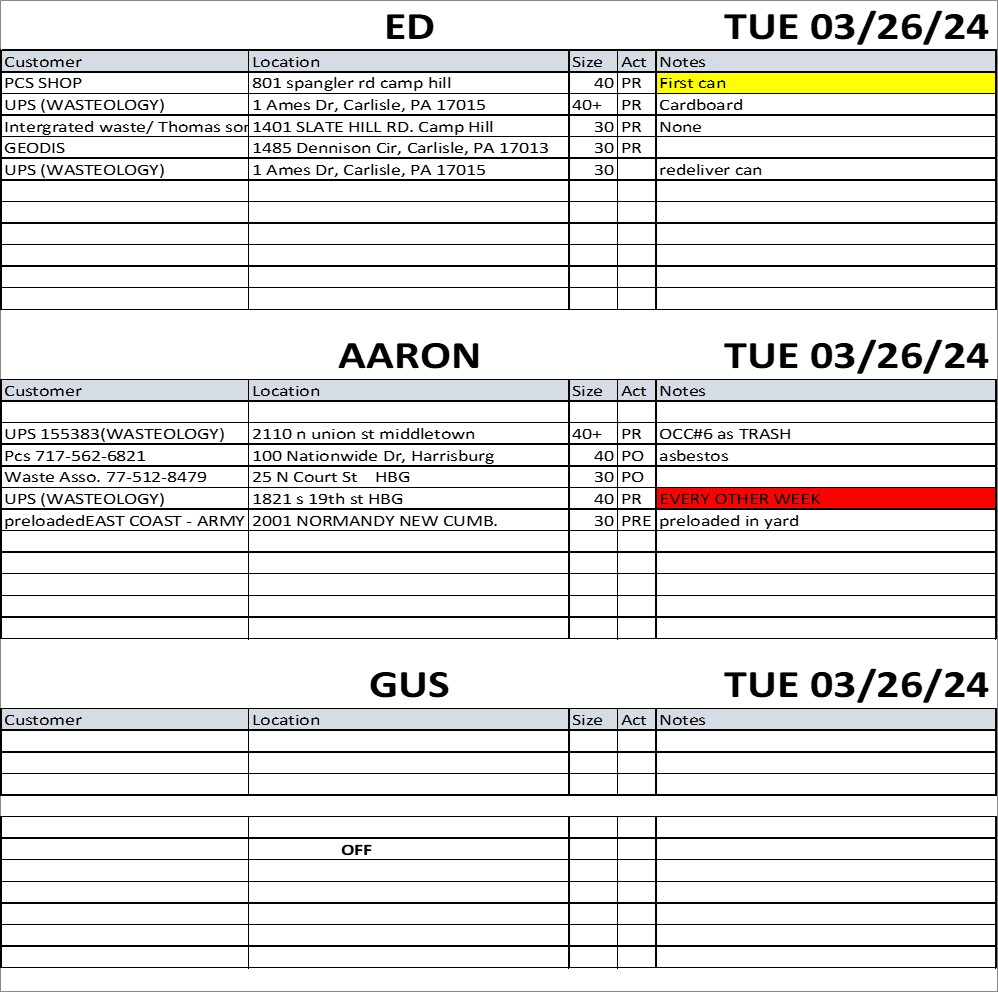 ED TUE 03/26/24
Customer Location Size Act Notes
PCS SHOP 801 spangler rd camp hill 40 PR First can
UPS (WASTEOLOGY) 1 Ames Dr, Carlisle, PA 17015 40+ PR Cardboard
Intergrated waste/ Thomas sor 1401 SLATE HILL RD. Camp Hill 30 PR None
GEODIS 1485 Dennison Cir, Carlisle, PA 17013 30 PR
UPS (WASTEOLOGY) 1 Ames Dr, Carlisle, PA 17015 30 redeliver can
AARON TUE 03/26/24
Customer Location Size Act Notes
UPS 155383(WASTEOLOGY) 2110 n union st middletown 40+ PR OCC#6 as TRASH
Pcs 717-562-6821 100 Nationwide Dr, Harrisburg 40 PO asbestos
Waste Asso. 77-512-8479 25 N Court St HBG 30 PO
UPS (WASTEOLOGY) 1821 s 19th st HBG 40 PR EVERY OTHER WEEK
preloadedEAST COAST - ARMY 2001 NORMANDY NEW CUMB. 30 PRE preloaded in yard
GUS TUE 03/26/24
Customer Location Size Act Notes
OFF